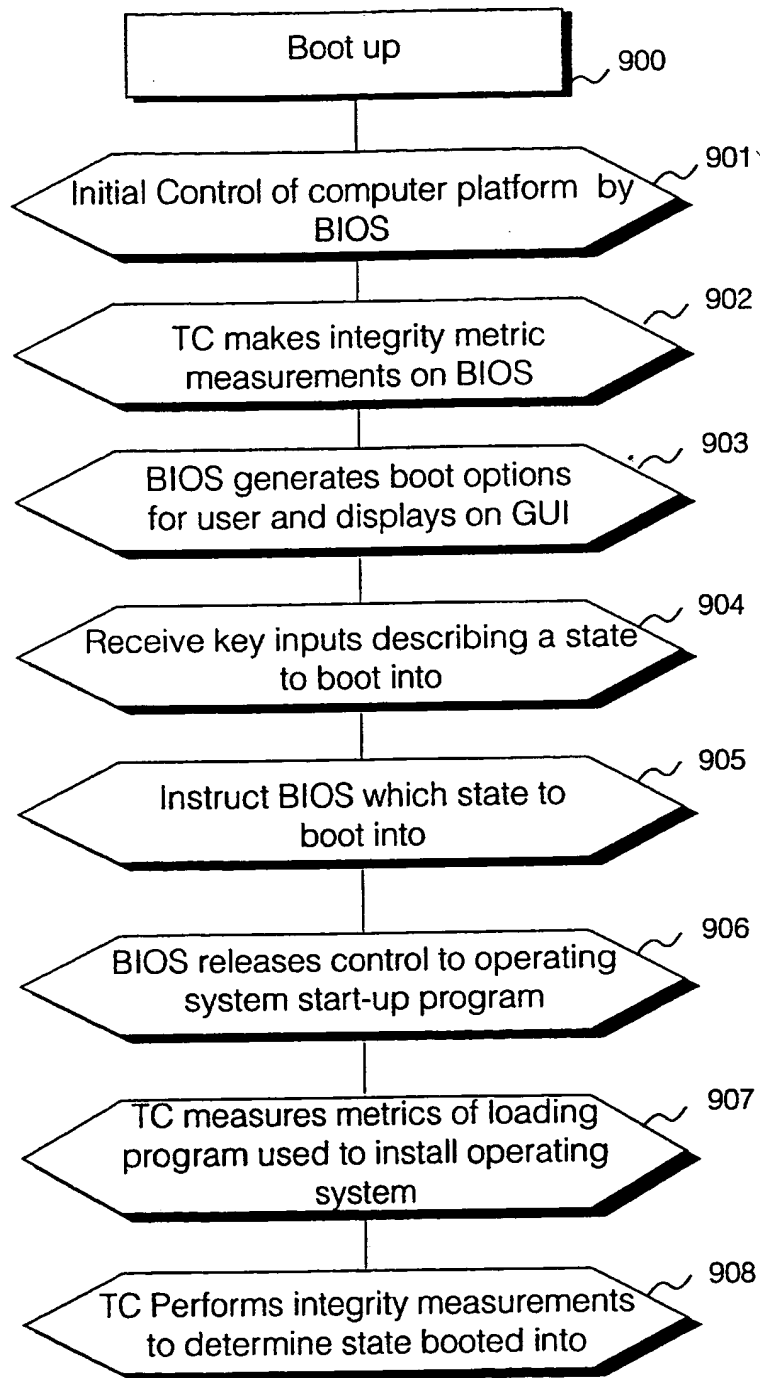 Boot up
900
901
Initial Control of computer platform by
BIOS
902
TC makes integrity metric
measurements on BIOS
903
BIOS generates boot options
for user and displays on GUI
904
Receive key inputs describing a state
to boot into
905
Instruct BIOS which state to
boot into
906
BIOS releases control to operating
system start-up program
907
TC measures metrics of loading
program used to install operating
system
908
TC Performs integrity measurements
to determine state booted into